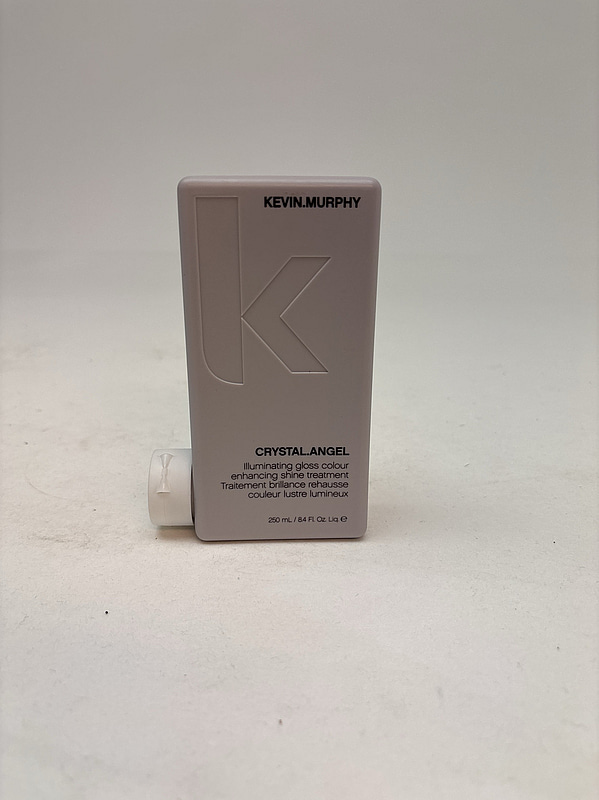 KEVIN.MURPHY
k
CRYSTAL.ANGEL
Illuminating gloss colour
enhancing shine treatment
Traitement brillance rehausse
couleur lustre lumineux
250 mL / 8.4 Fl. Oz. Liq. ℮